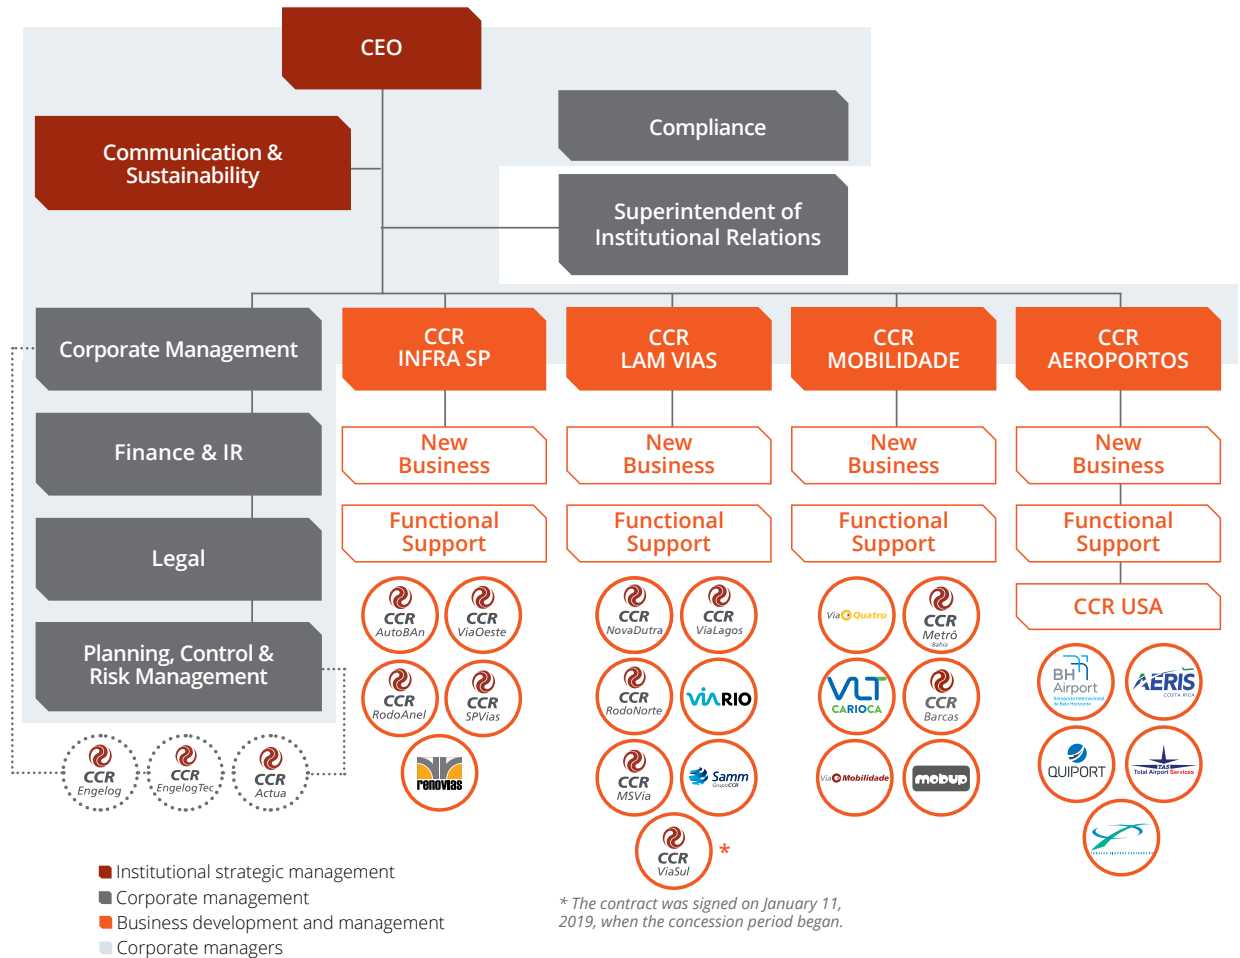 CEO
Communication &
Sustainability
Compliance
Superintendent of
Institutional Relations
Corporate Management
Finance & IR
Legal
Planning, Control &
Risk Management
CCR
Engelog
CCR
EngelogTec
CCR
Actua
CCR
INFRA SP
New
Business
Functional
Support
CCR
AutoBAn
CCR
ViaOeste
CCR
RodoAnel
CCR
SPVias
renovias
CCR
LAM VIAS
New
Business
Functional
Support
CCR
NovaDutra
CCR
ViaLagos
CCR
RodoNorte
VIARIO
CCR
MSVia
Samm
GrupoCCR
CCR
ViaSul
*
CCR
MOBILIDADE
New
Business
Functional
Support
ViaQuatro
CCR
Metrô
Bahia
VLT
CARIOCA
CCR
Barcas
ViaMobilidade
mobup
CCR
AEROPORTOS
New
Business
Functional
Support
CCR USA
BH
Airport
Aeroporto Internacional
de Belo Horizonte
AERIS
COSTA RICA
QUIPORT
TAS
Total Airport Services
Institutional strategic management
Corporate management
Business development and management
Corporate managers
* The contract was signed on January 11,
2019, when the concession period began.